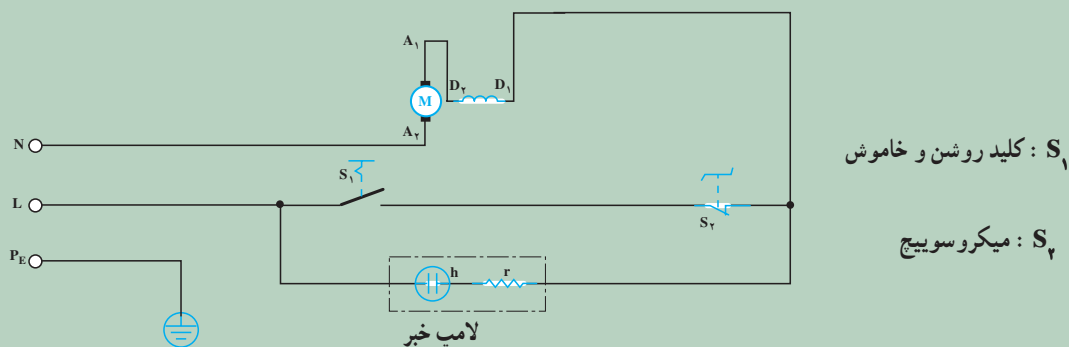 A۱
D۲ D۱
M
A۲
N
S۱ : کلید روشن و خاموش
S۱
L
S۲
S۲ : میکروسوییچ
PE
h r
لامپ خبر